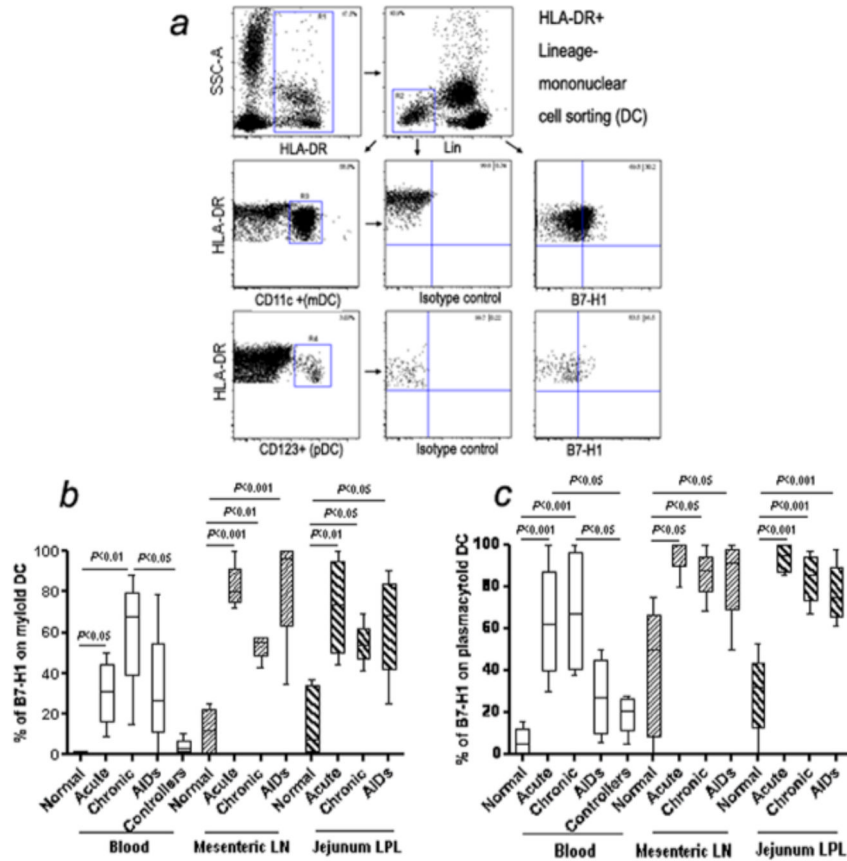 a
HLA-DR+
Lineage-
mononuclear
cell sorting (DC)
SSC-A
R1
R2
HLA-DR
Lin
HLA-DR
R3
CD11c +(mDC)
Isotype control
B7-H1
HLA-DR
R4
CD123+ (pDC)
Isotype control
B7-H1
b
% of B7-H1 on myloid DC
100
80
60
40
20
0
P<0.05
P<0.01
P<0.05
P<0.001
P<0.01
P<0.001
P<0.05
P<0.05
P<0.01
Normal
Acute
Chronic
AIDs
Controllers
Normal
Acute
Chronic
AIDs
Normal
Acute
Chronic
AIDs
Blood
Mesenteric LN
Jejunum LPL
c
% of B7-H1 on plasmacytoid DC
100
80
60
40
20
0
P<0.05
P<0.001
P<0.001
P<0.05
P<0.001
P<0.05
P<0.05
P<0.001
P<0.001
P<0.001
Normal
Acute
Chronic
AIDs
Controllers
Normal
Acute
Chronic
AIDs
Normal
Acute
Chronic
AIDs
Blood
Mesenteric LN
Jejunum LPL